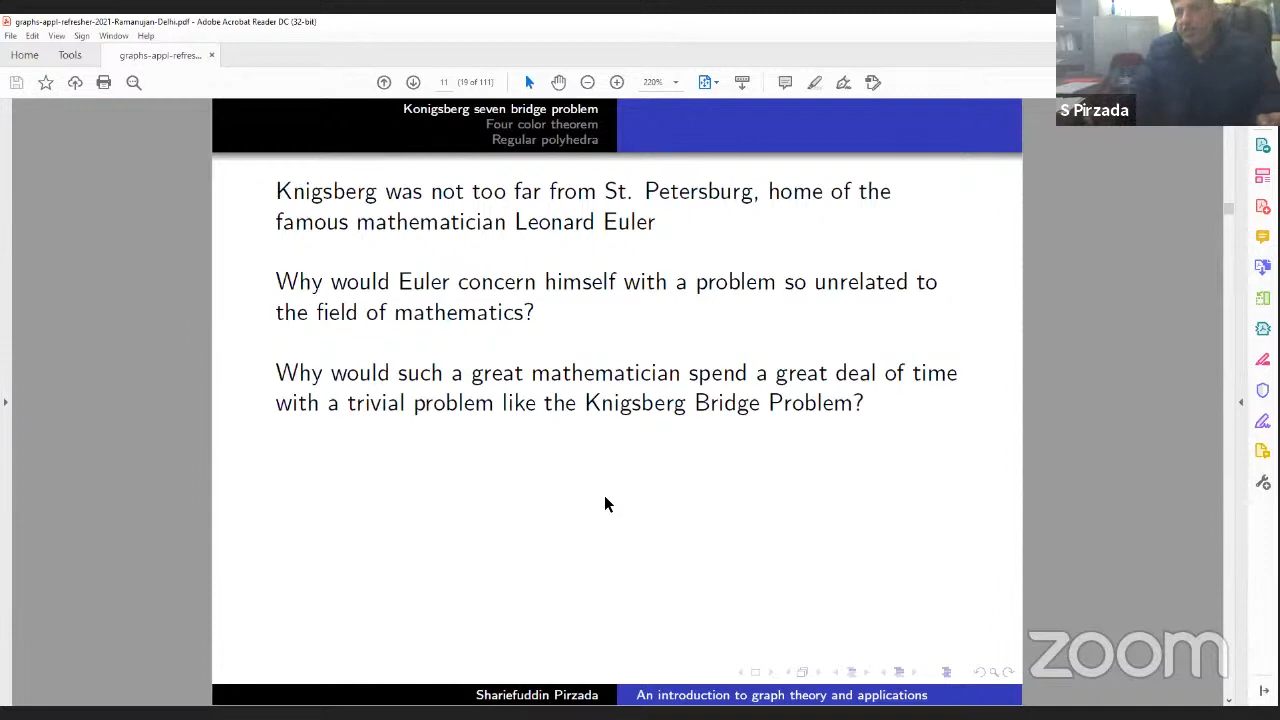 graphs-appl-refresher-2021-Ramanujan-Delhi.pdf - Adobe Acrobat Reader DC (32-bit)
File Edit View Sign Window Help
Home Tools graphs-appl-refres... ×
11 (19 of 111) 220%
S Pirzada
Konigsberg seven bridge problem
Four color theorem
Regular polyhedra
Knigsberg was not too far from St. Petersburg, home of the
famous mathematician Leonard Euler
Why would Euler concern himself with a problem so unrelated to
the field of mathematics?
Why would such a great mathematician spend a great deal of time
with a trivial problem like the Knigsberg Bridge Problem?
zoom
Shariefuddin Pirzada An introduction to graph theory and applications